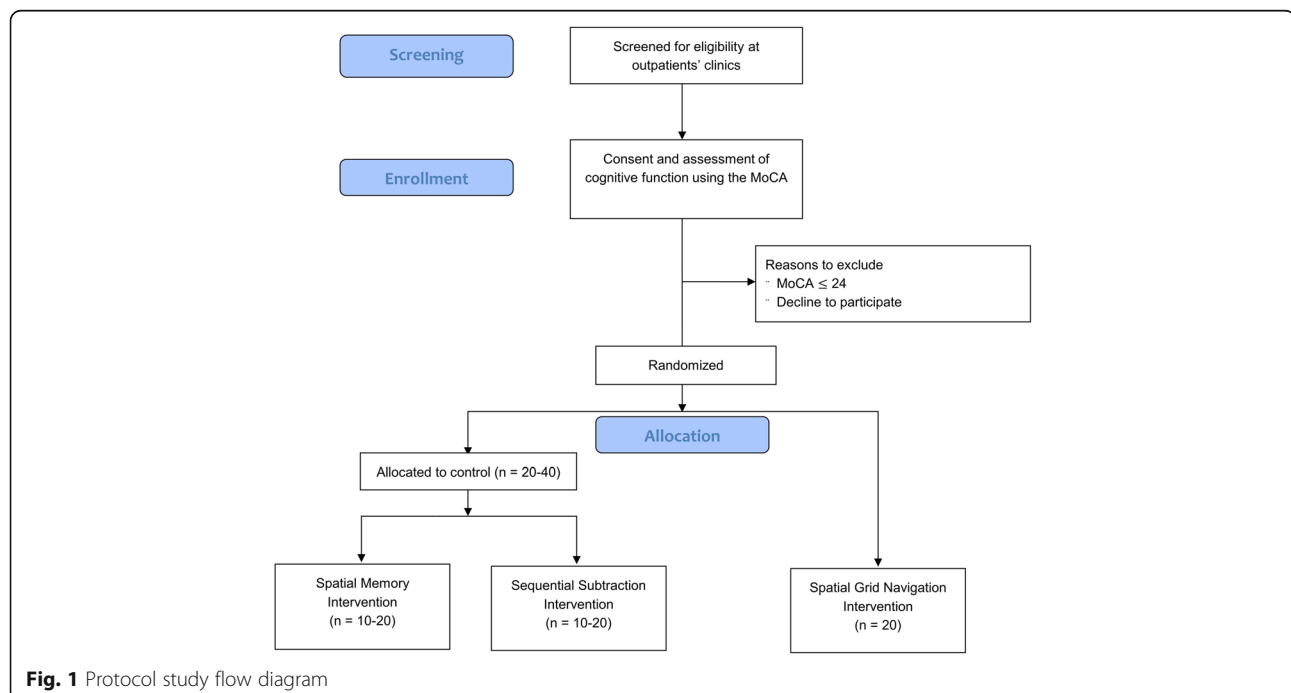 Screening
Screened for eligibility at
outpatients’ clinics
Enrollment
Consent and assessment of
cognitive function using the MoCA
Reasons to exclude
¨ MoCA ≤ 24
¨ Decline to participate
Randomized
Allocation
Allocated to control (n = 20-40)
Spatial Memory
Intervention
(n = 10-20)
Sequential Subtraction
Intervention
(n = 10-20)
Spatial Grid Navigation
Intervention
(n = 20)
Fig. 1 Protocol study flow diagram